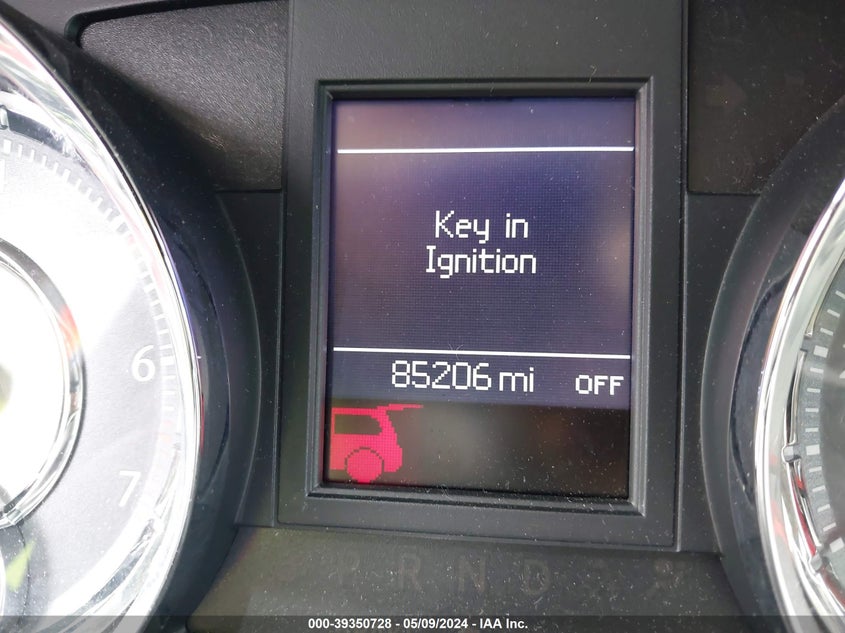 Key in
Ignition
85206 mi OFF
6
7
P R N D
000-39350728 - 05/09/2024 - IAA Inc.